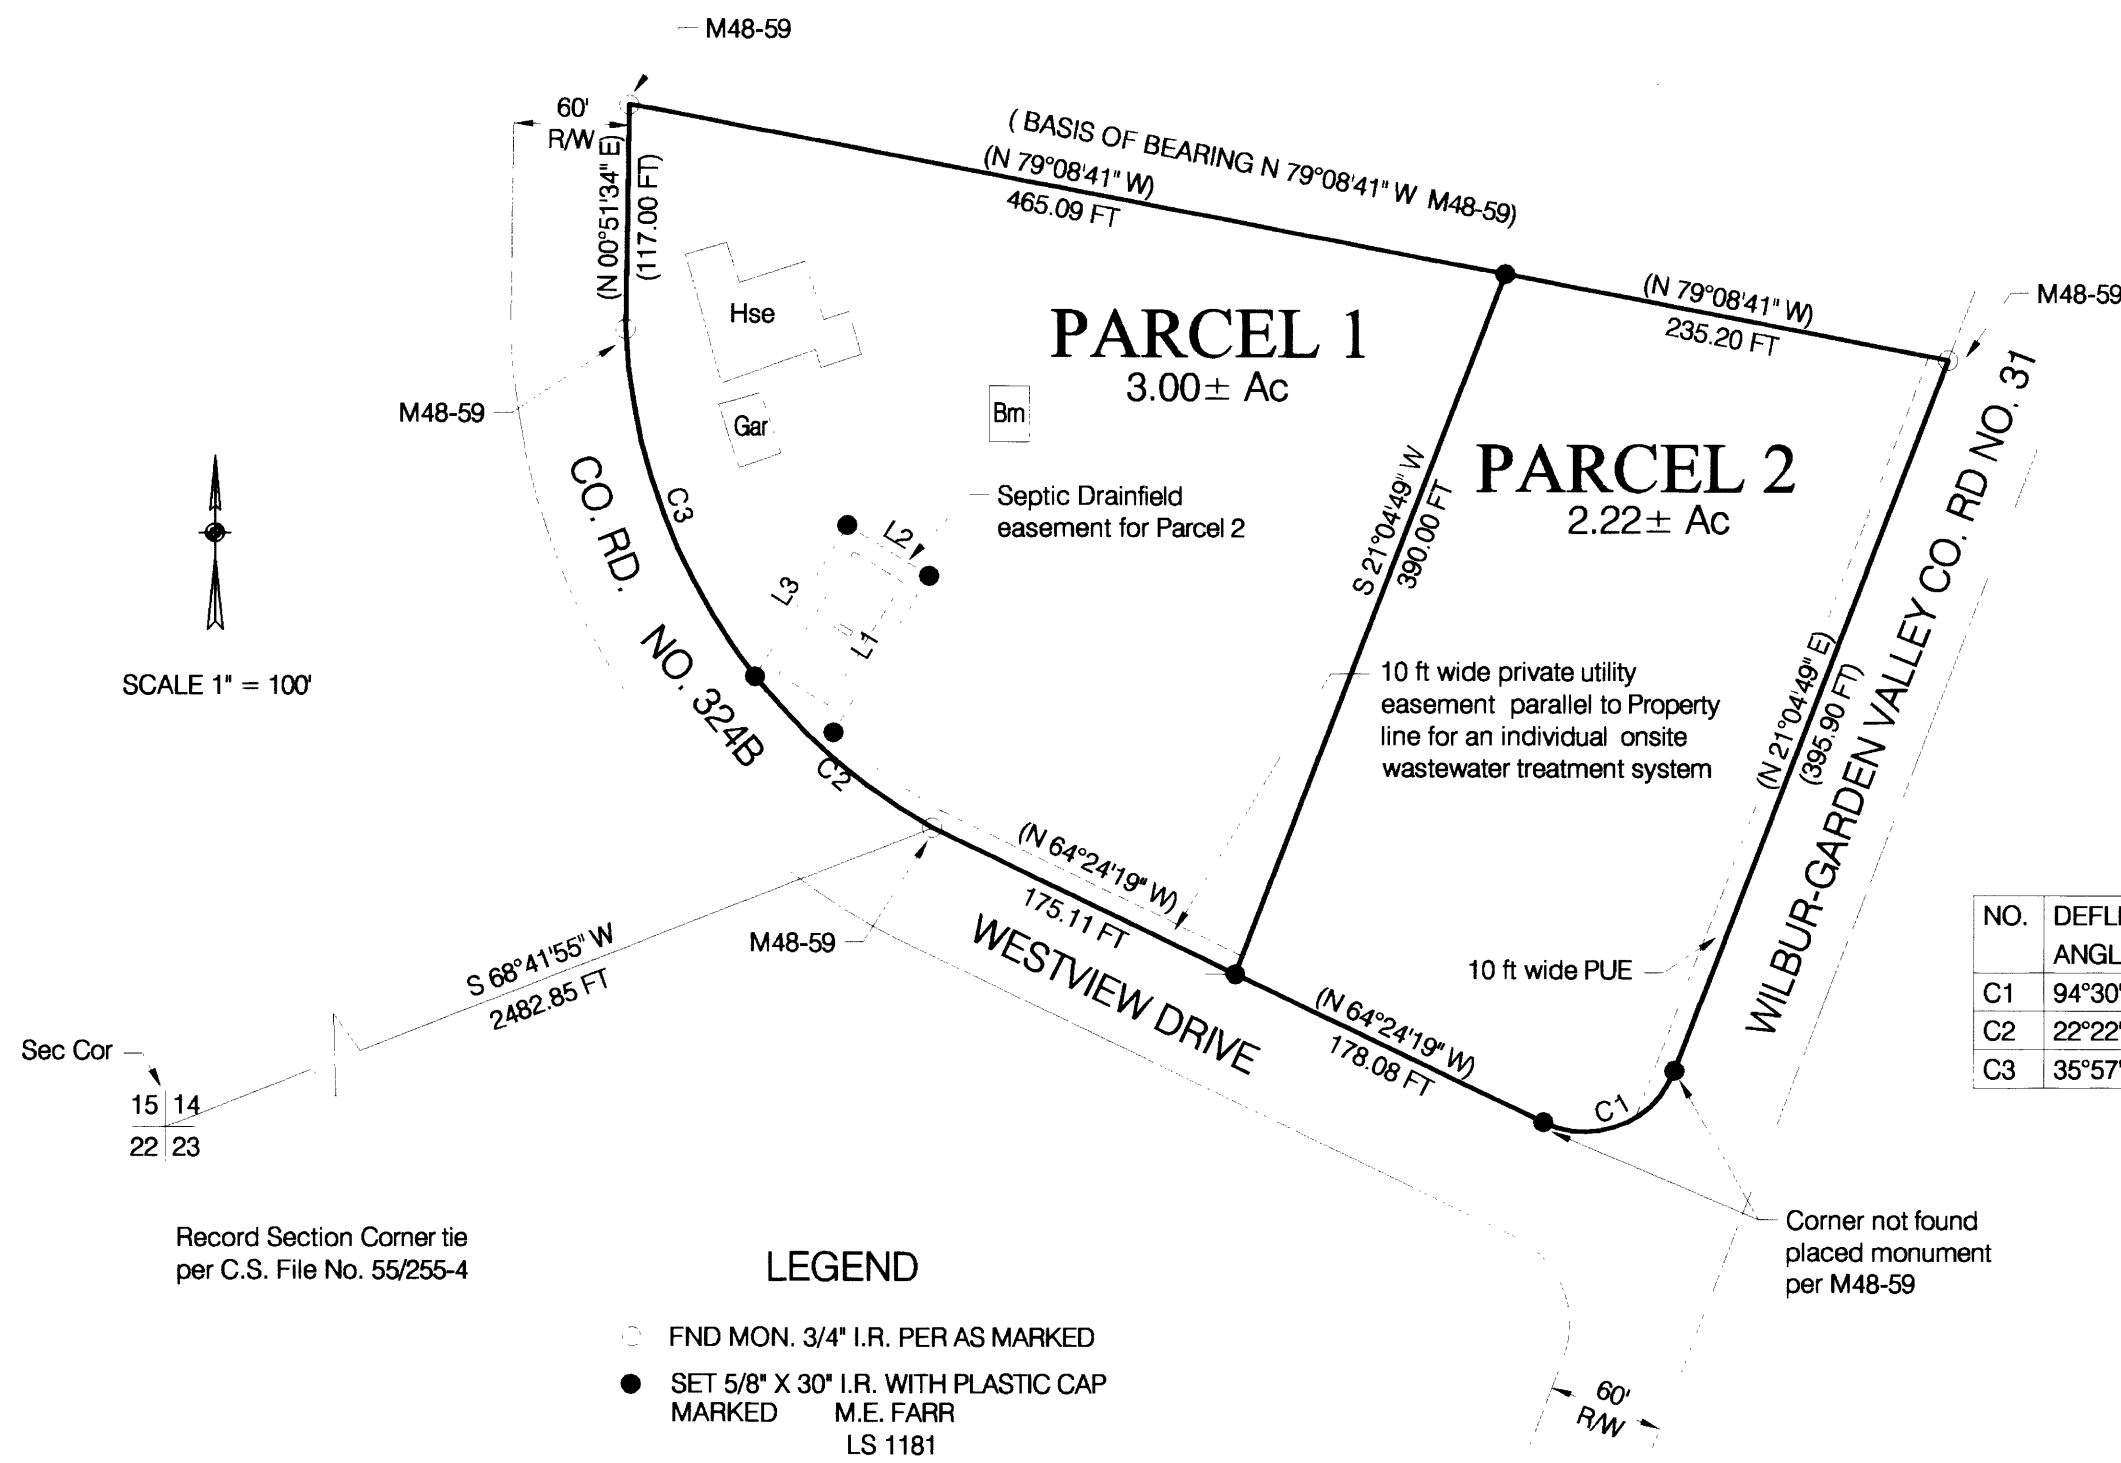 M48-59
60'
R/W
(N 00°51'34" E)
(117.00 FT)
( BASIS OF BEARING N 79°08'41" W M48-59)
(N 79°08'41" W)
465.09 FT
(N 79°08'41" W)
235.20 FT
M48-59
Hse
PARCEL 1
3.00± Ac
M48-59
Gar
Brn
PARCEL 2
2.22± Ac
CO. RD. NO. 324B
C3
Septic Drainfield
easement for Parcel 2
L2
L3
L1
S 21°04'49" W
390.00 FT
WILBUR-GARDEN VALLEY CO. RD NO. 31
(N 21°04'49" E)
(395.90 FT)
SCALE 1" = 100'
10 ft wide private utility
easement parallel to Property
line for an individual onsite
wastewater treatment system
C2
(N 64°24'19" W)
175.11 FT
M48-59
WESTVIEW DRIVE
S 68°41'55" W
2482.85 FT
10 ft wide PUE
(N 64°24'19" W)
178.08 FT
C1
NO. DEFL
ANGL
C1 94°30'
C2 22°22'
C3 35°57'
Sec Cor
15 14
22 23
Record Section Corner tie
per C.S. File No. 55/255-4
Corner not found
placed monument
per M48-59
LEGEND
FND MON. 3/4" I.R. PER AS MARKED
SET 5/8" X 30" I.R. WITH PLASTIC CAP
MARKED M.E. FARR
LS 1181
60'
R/W